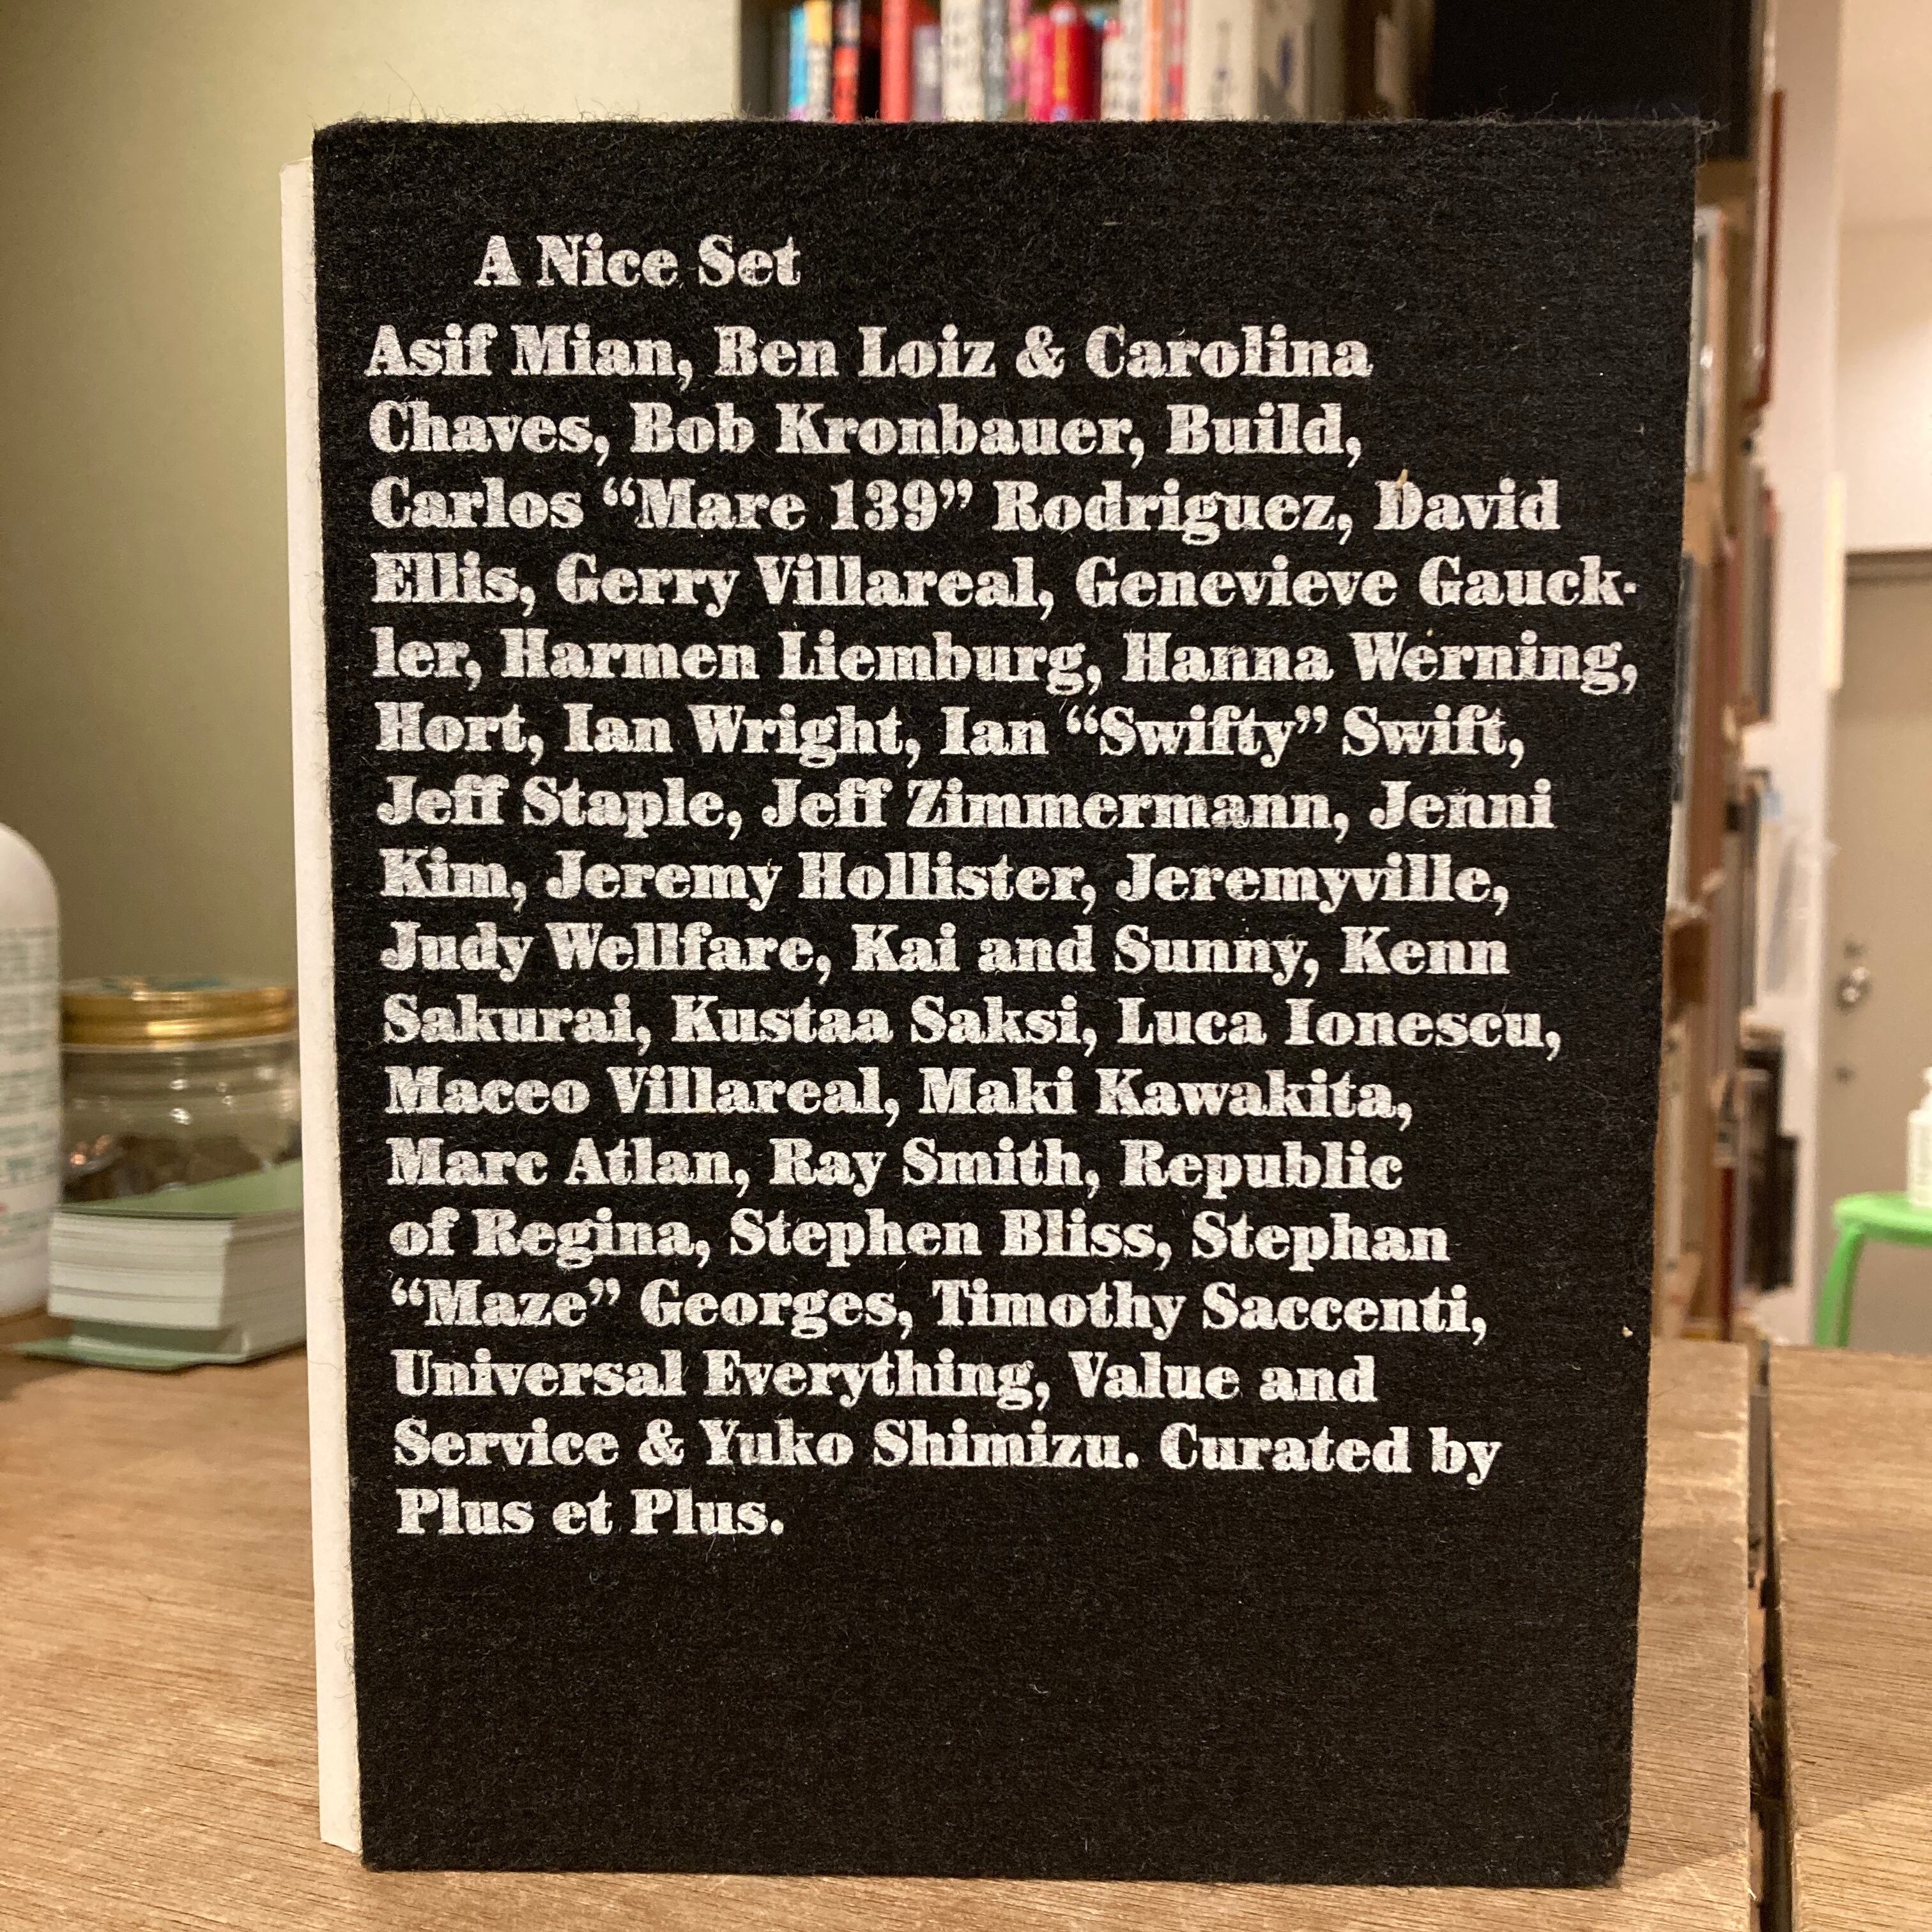 A Nice Set
Asif Mian, Ben Loiz & Carolina
Chaves, Bob Kronbauer, Build,
Carlos “Mare 139” Rodriguez, David
Ellis, Gerry Villareal, Genevieve Gauck-
ler, Harmen Liemburg, Hanna Werning,
Hort, Ian Wright, Ian “Swifty” Swift,
Jeff Staple, Jeff Zimmermann, Jenni
Kim, Jeremy Hollister, Jeremyville,
Judy Wellfare, Kai and Sunny, Kenn
Sakurai, Kustaa Saksi, Luca Ionescu,
Maceo Villareal, Maki Kawakita,
Marc Atlan, Ray Smith, Republic
of Regina, Stephen Bliss, Stephan
“Maze” Georges, Timothy Saccenti,
Universal Everything, Value and
Service & Yuko Shimizu. Curated by
Plus et Plus.